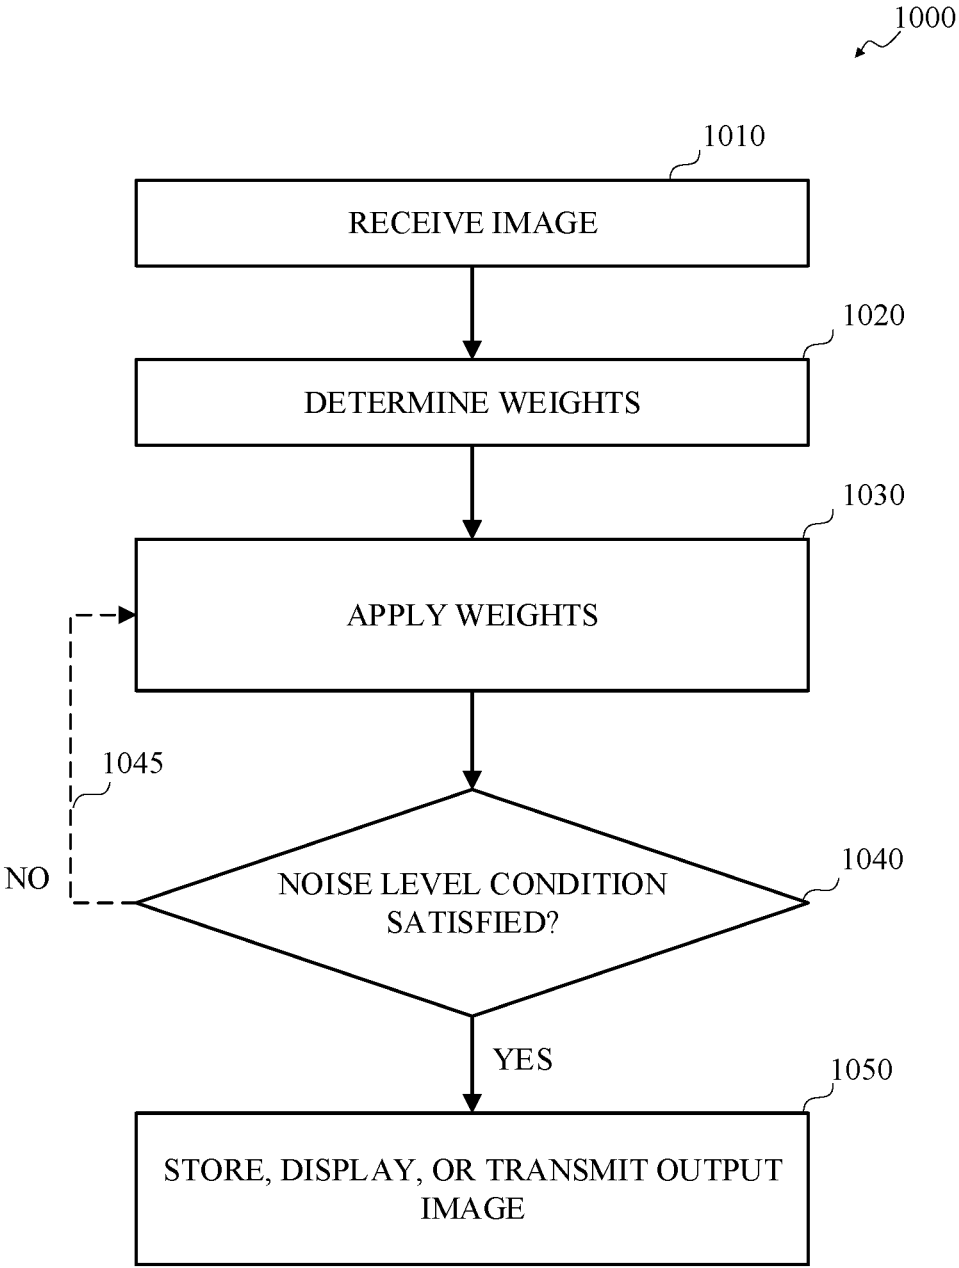 1000
1010
RECEIVE IMAGE
1020
DETERMINE WEIGHTS
1030
APPLY WEIGHTS
1045
NO
1040
NOISE LEVEL CONDITION
SATISFIED?
YES
1050
STORE, DISPLAY, OR TRANSMIT OUTPUT
IMAGE